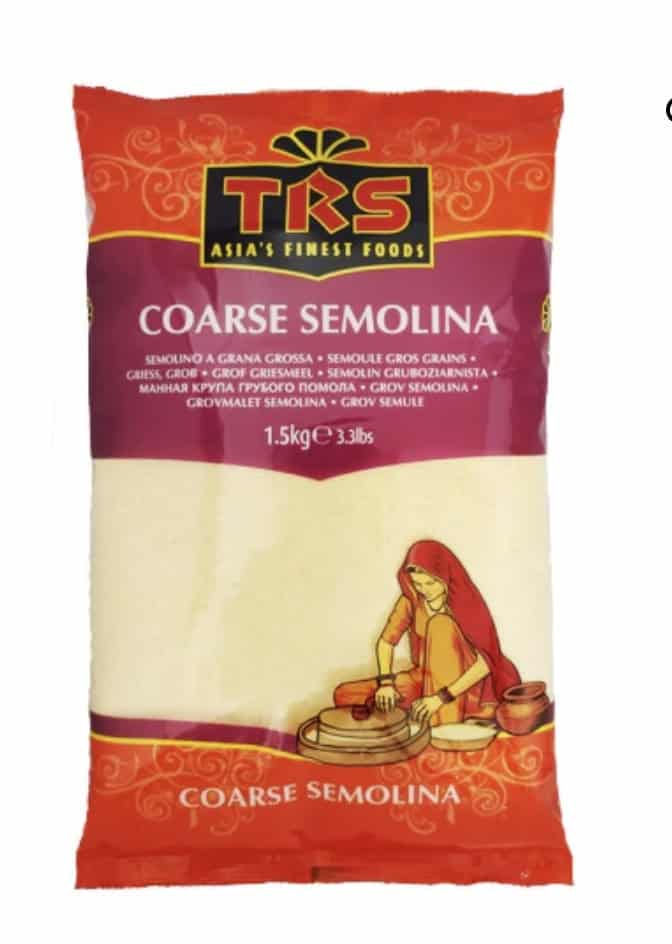 TRS
ASIA'S FINEST FOODS
COARSE SEMOLINA
SEMOLINO A GRANA GROSSA • SEMOULE GROS GRAINS •
GRIESS, GROB • GROF GRIESMEEL • SEMOLIN GRUBOZIARNISTA •
МАННАЯ КРУПА ГРУБОГО ПОМОЛА • GROV SEMOLINA •
GROVMALET SEMOLINA • GROV SEMULE
1.5kg℮ 3.3lbs
COARSE SEMOLINA